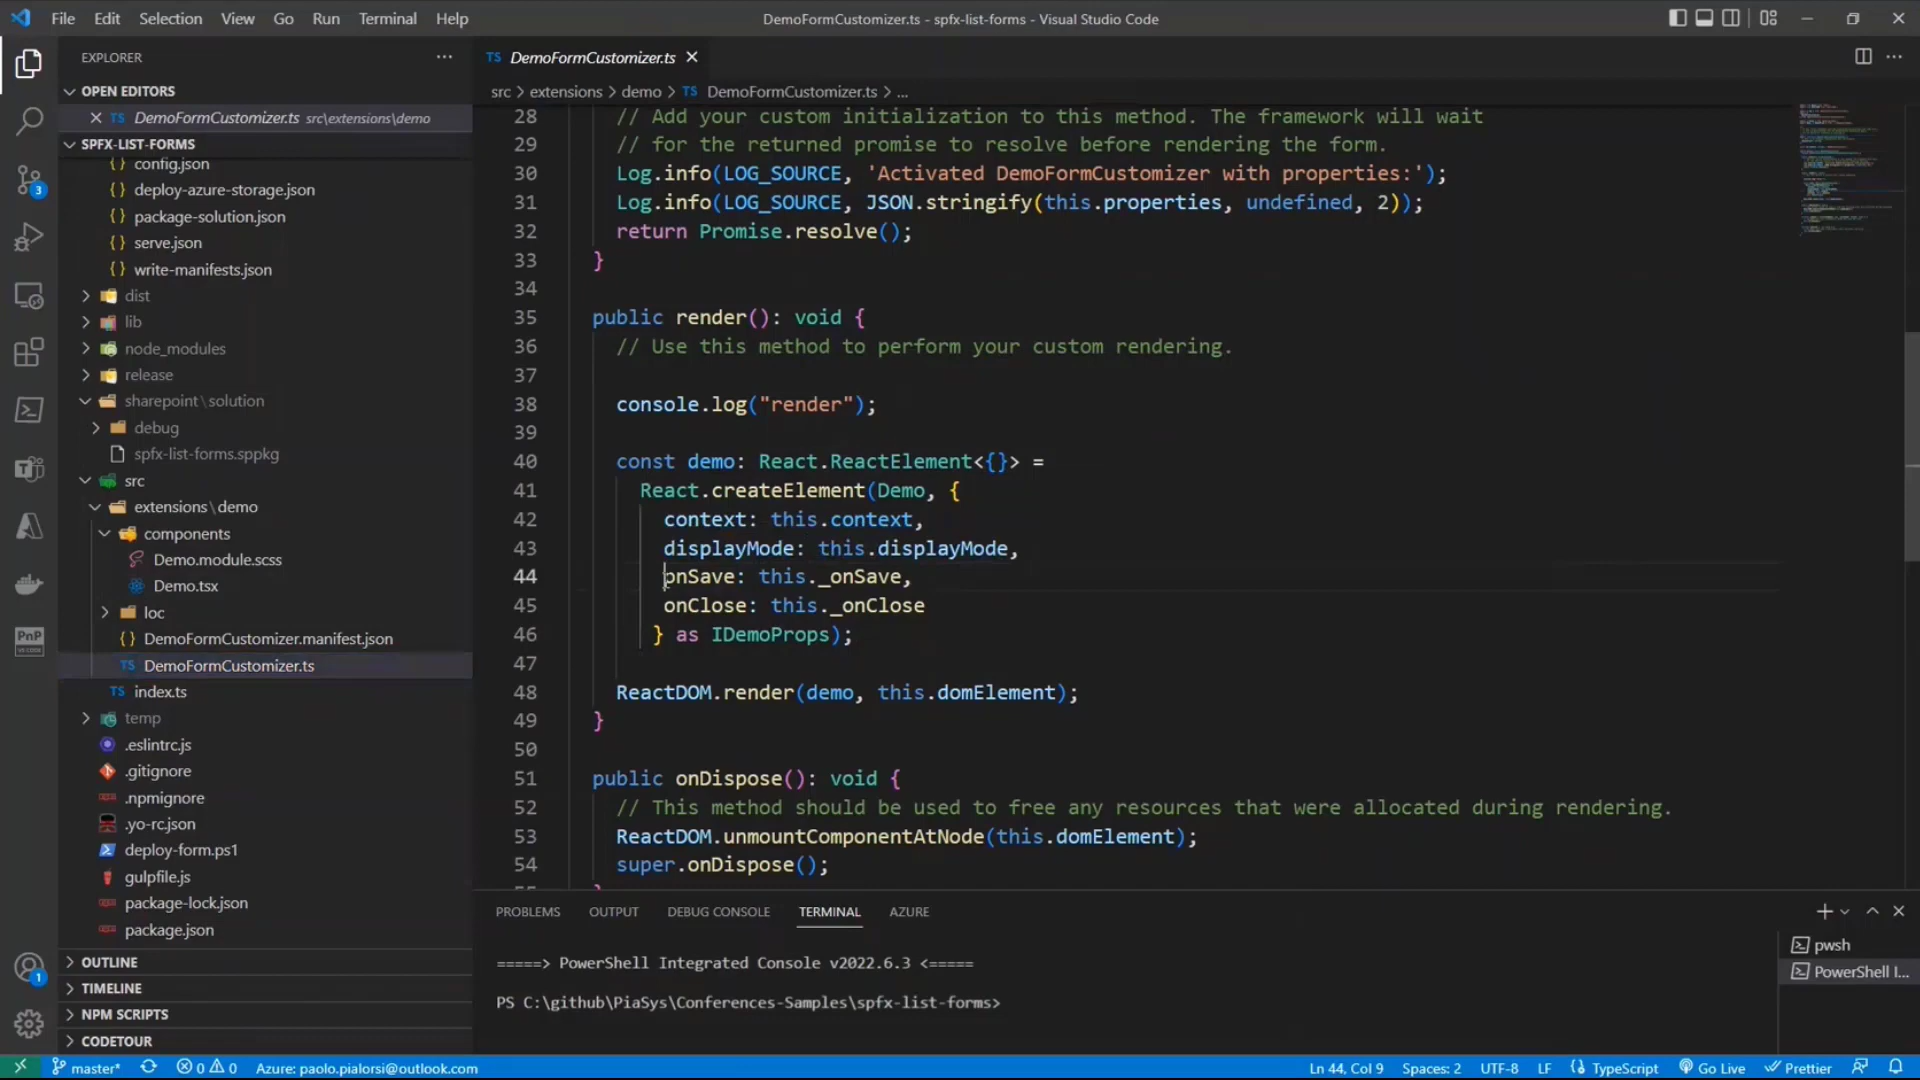 File Edit Selection View Go Run Terminal Help
DemoFormCustomizer.ts - spfx-list-forms - Visual Studio Code
EXPLORER
OPEN EDITORS
TS DemoFormCustomizer.ts src\extensions\demo
SPFX-LIST-FORMS
{} config.json
{} deploy-azure-storage.json
{} package-solution.json
{} serve.json
{} write-manifests.json
dist
lib
node_modules
release
sharepoint\solution
debug
spfx-list-forms.sppkg
src
extensions\demo
components
Demo.module.scss
Demo.tsx
loc
{} DemoFormCustomizer.manifest.json
TS DemoFormCustomizer.ts
TS index.ts
temp
.eslintrc.js
.gitignore
.npmignore
.yo-rc.json
deploy-form.ps1
gulpfile.js
package-lock.json
package.json
OUTLINE
TIMELINE
NPM SCRIPTS
CODETOUR
3
PnP
1
TS DemoFormCustomizer.ts
src > extensions > demo > TS DemoFormCustomizer.ts > ...
28 // Add your custom initialization to this method. The framework will wait
29 // for the returned promise to resolve before rendering the form.
30 Log.info(LOG_SOURCE, 'Activated DemoFormCustomizer with properties:');
31 Log.info(LOG_SOURCE, JSON.stringify(this.properties, undefined, 2));
32 return Promise.resolve();
33 }
34
35 public render(): void {
36 // Use this method to perform your custom rendering.
37
38 console.log("render");
39
40 const demo: React.ReactElement<{}> =
41 React.createElement(Demo, {
42 context: this.context,
43 displayMode: this.displayMode,
44 onSave: this._onSave,
45 onClose: this._onClose
46 } as IDemoProps);
47
48 ReactDOM.render(demo, this.domElement);
49 }
50
51 public onDispose(): void {
52 // This method should be used to free any resources that were allocated during rendering.
53 ReactDOM.unmountComponentAtNode(this.domElement);
54 super.onDispose();
PROBLEMS OUTPUT DEBUG CONSOLE TERMINAL AZURE
=====> PowerShell Integrated Console v2022.6.3 <=====
PS C:\github\PiaSys\Conferences-Samples\spfx-list-forms>
pwsh
PowerShell I...
master* 0 0 Azure: paolo.pialorsi@outlook.com Ln 44, Col 9 Spaces: 2 UTF-8 LF TypeScript Go Live Prettier